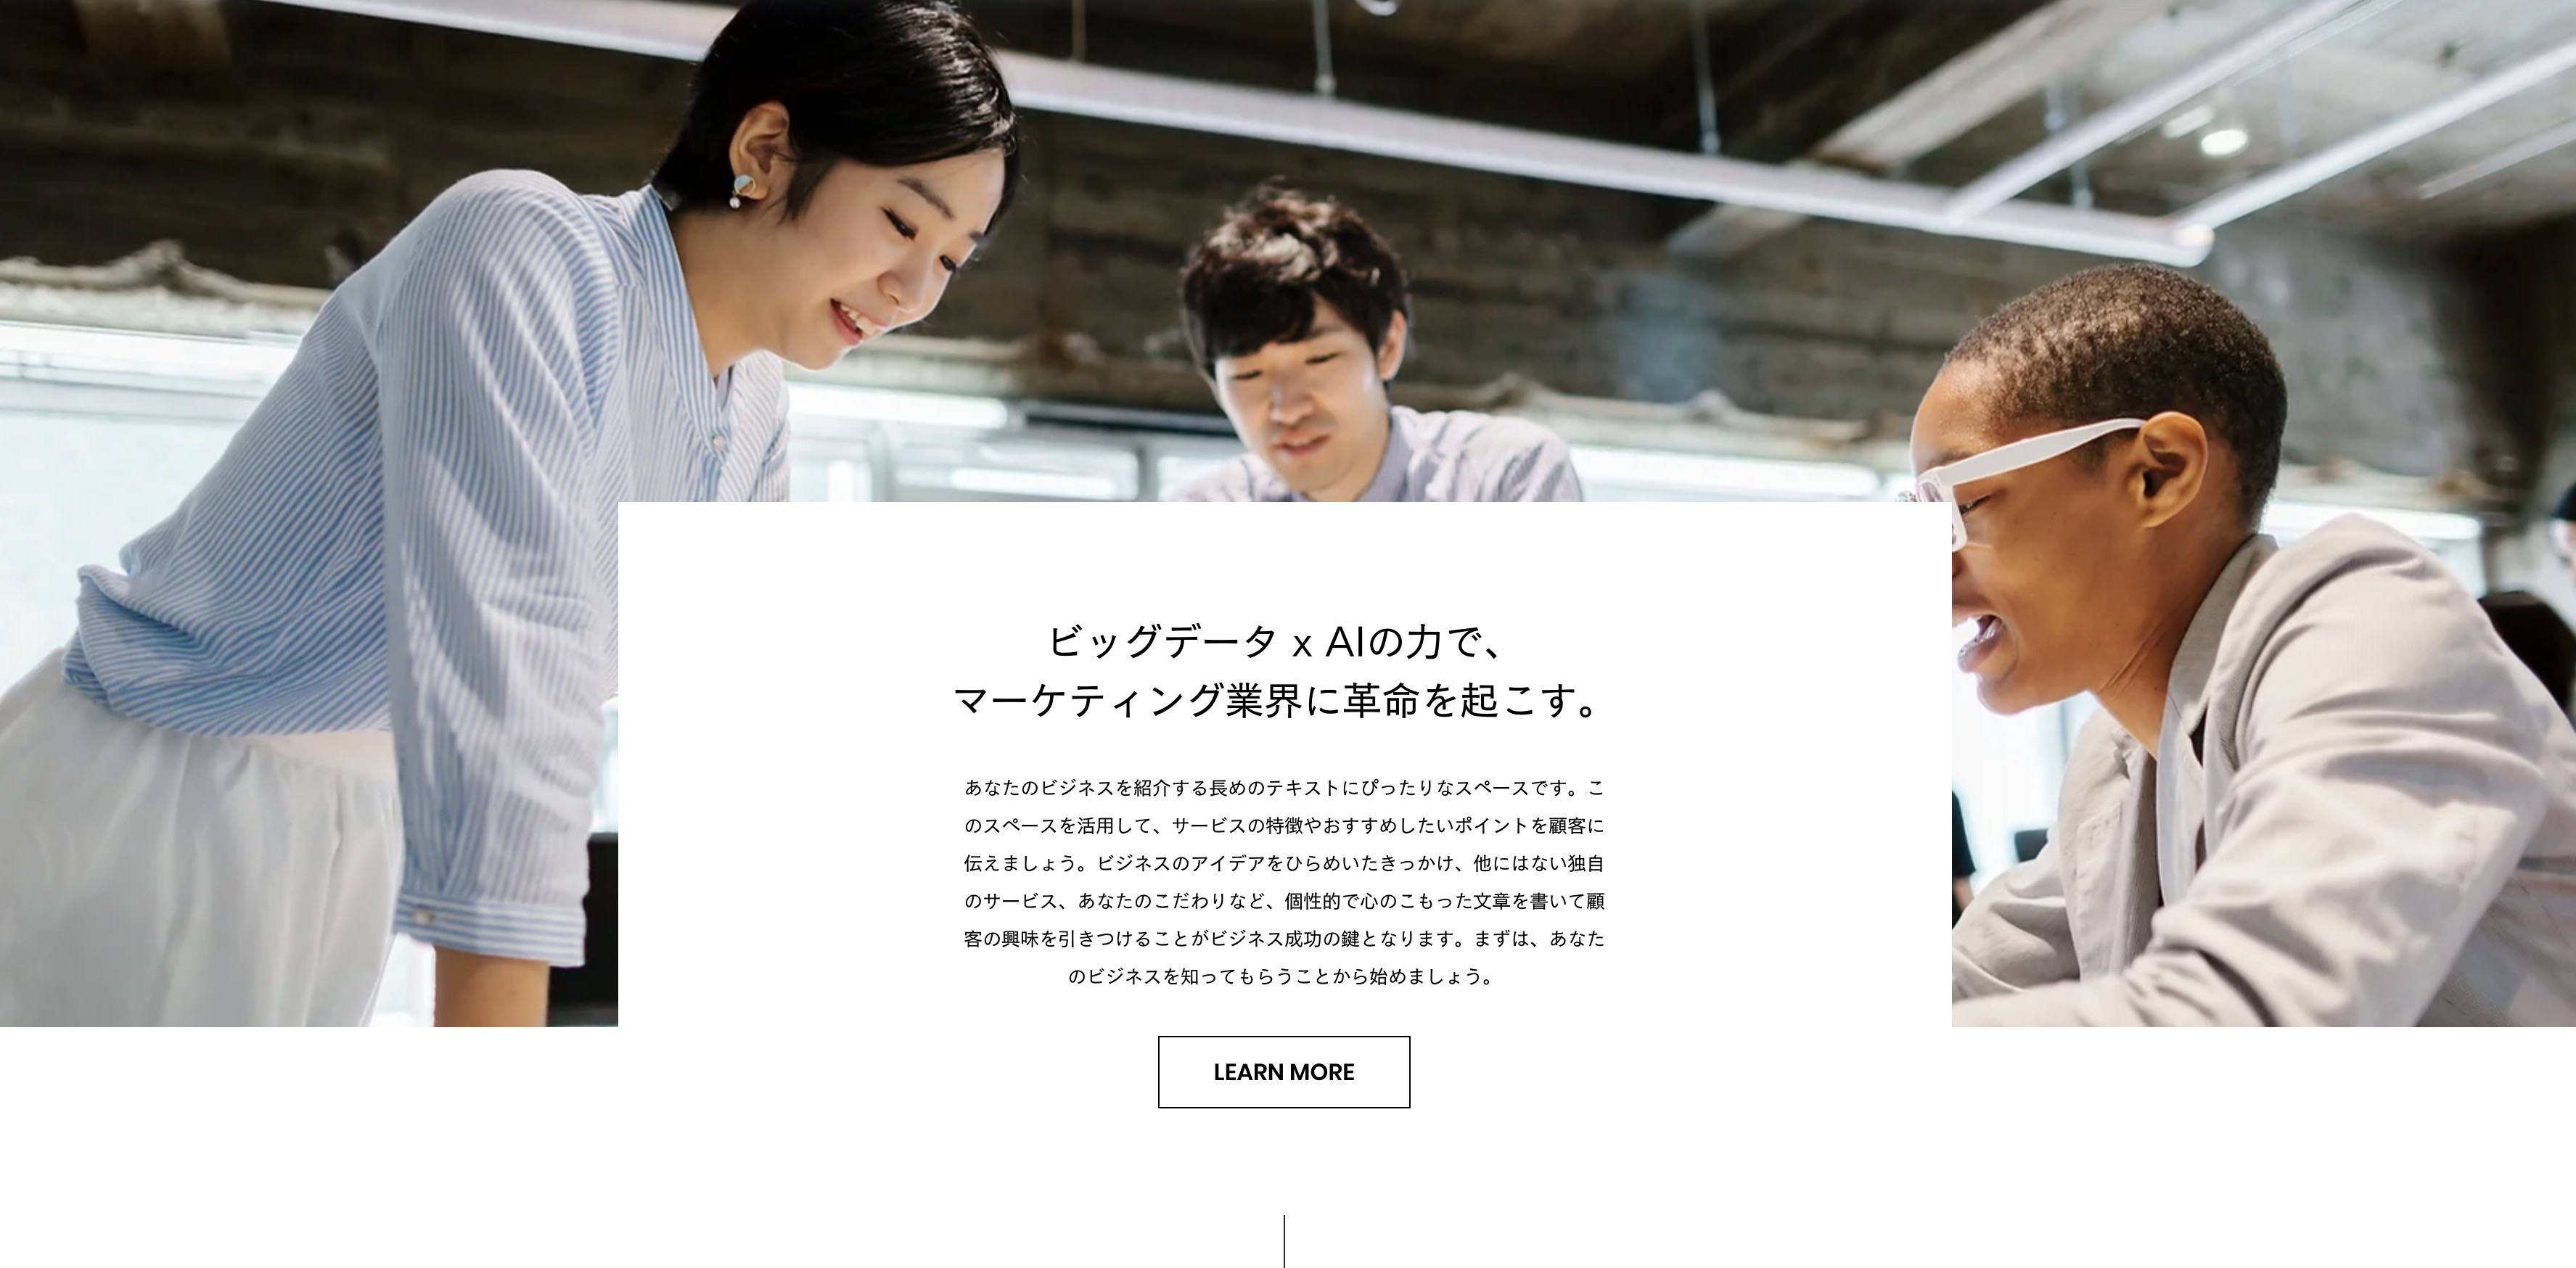 ビッグデータ x AIの力で、
マーケティング業界に革命を起こす。
あなたのビジネスを紹介する長めのテキストにぴったりなスペースです。こ
のスペースを活用して、サービスの特徴やおすすめしたいポイントを顧客に
伝えましょう。ビジネスのアイデアをひらめいたきっかけ、他にはない独自
のサービス、あなたのこだわりなど、個性的で心のこもった文章を書いて顧
客の興味を引きつけることがビジネス成功の鍵となります。まずは、あなた
のビジネスを知ってもらうことから始めましょう。
LEARN MORE